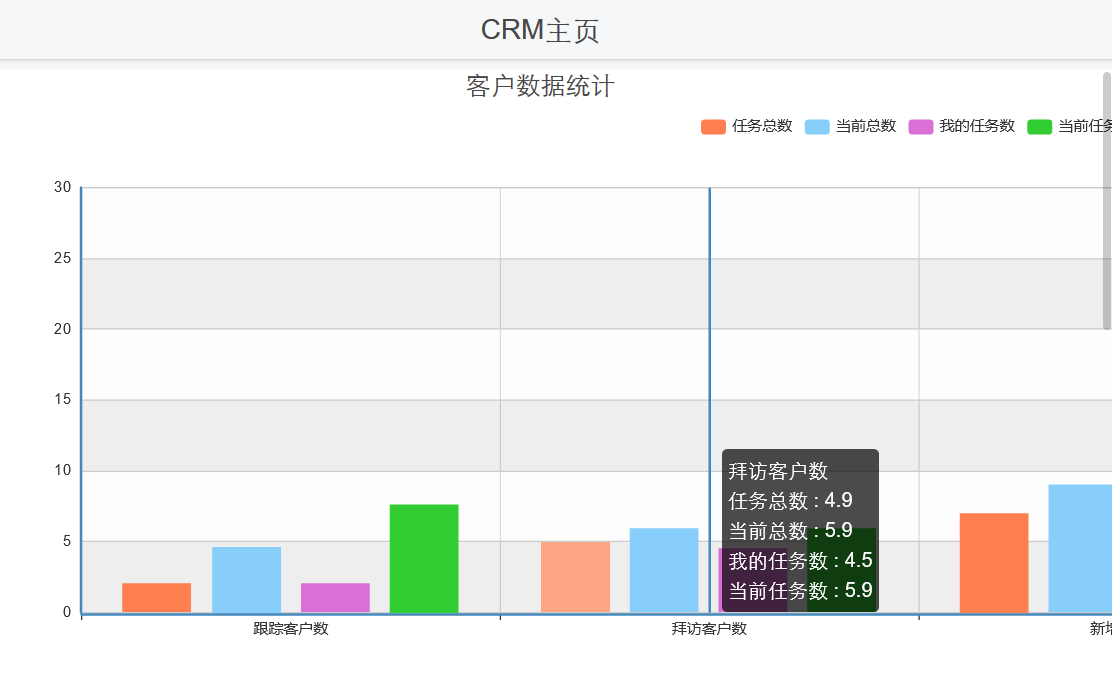 CRM主页
客户数据统计
任务总数 当前总数 我的任务数 当前任务
30
25
20
15
10
5
0
拜访客户数
任务总数 : 4.9
当前总数 : 5.9
我的任务数 : 4.5
当前任务数 : 5.9
跟踪客户数 拜访客户数 新增